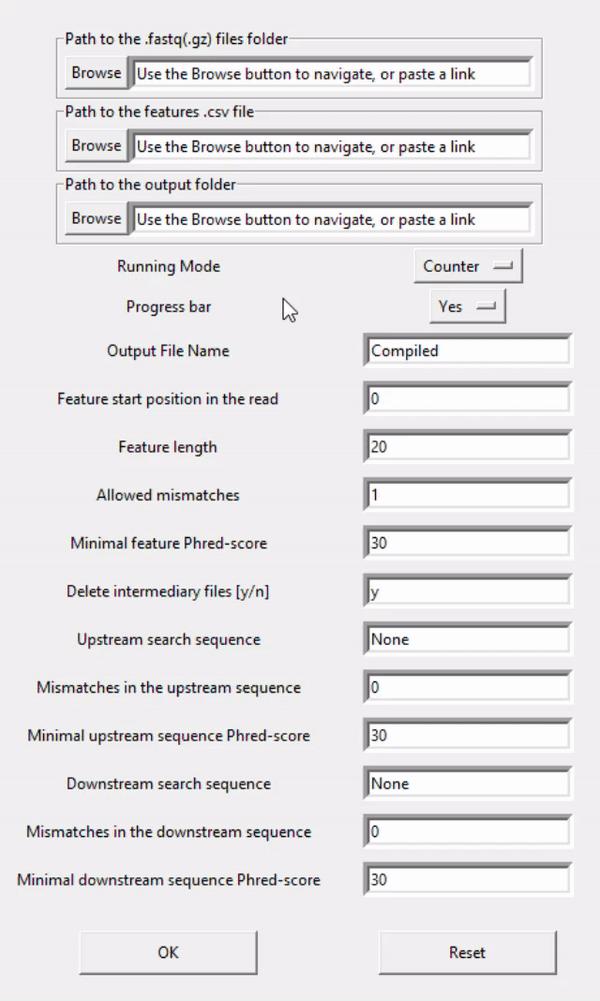 Path to the .fastq(.gz) files folder
Browse Use the Browse button to navigate, or paste a link
Path to the features .csv file
Browse Use the Browse button to navigate, or paste a link
Path to the output folder
Browse Use the Browse button to navigate, or paste a link
Running Mode Counter
Progress bar Yes
Output File Name Compiled
Feature start position in the read 0
Feature length 20
Allowed mismatches 1
Minimal feature Phred-score 30
Delete intermediary files [y/n] y
Upstream search sequence None
Mismatches in the upstream sequence 0
Minimal upstream sequence Phred-score 30
Downstream search sequence None
Mismatches in the downstream sequence 0
Minimal downstream sequence Phred-score 30
OK Reset